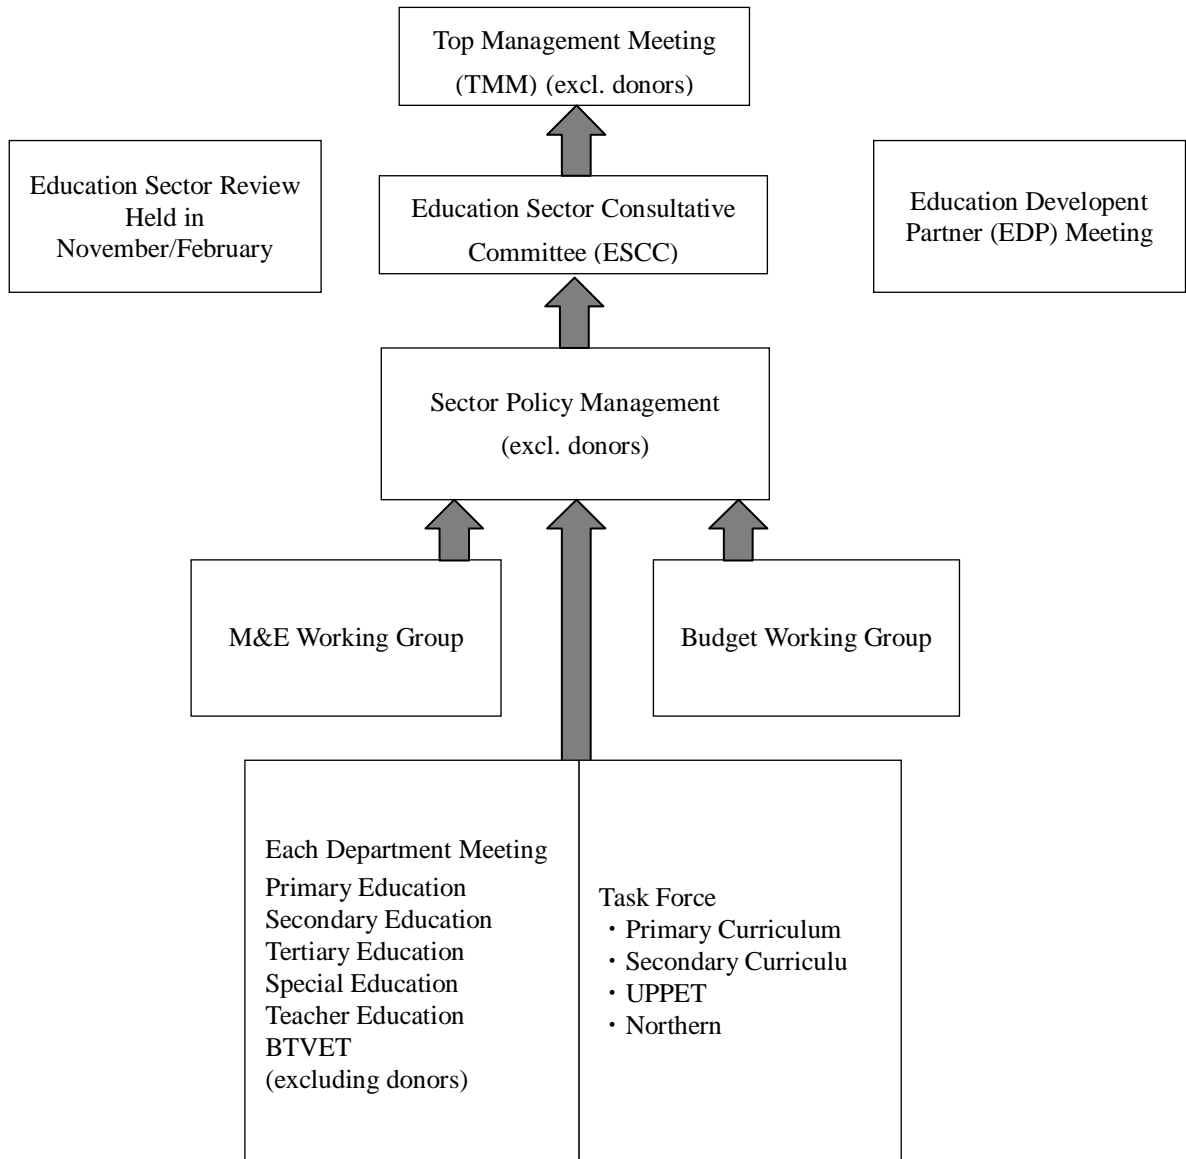 Top Management Meeting
(TMM) (excl. donors)
Education Sector Review
Held in
November/February
Education Sector Consultative
Committee (ESCC)
Education Developent
Partner (EDP) Meeting
Sector Policy Management
(excl. donors)
M&E Working Group
Budget Working Group
Each Department Meeting
Primary Education
Secondary Education
Tertiary Education
Special Education
Teacher Education
BTVET
(excluding donors)
Task Force
・Primary Curriculum
・Secondary Curriculu
・UPPET
・Northern